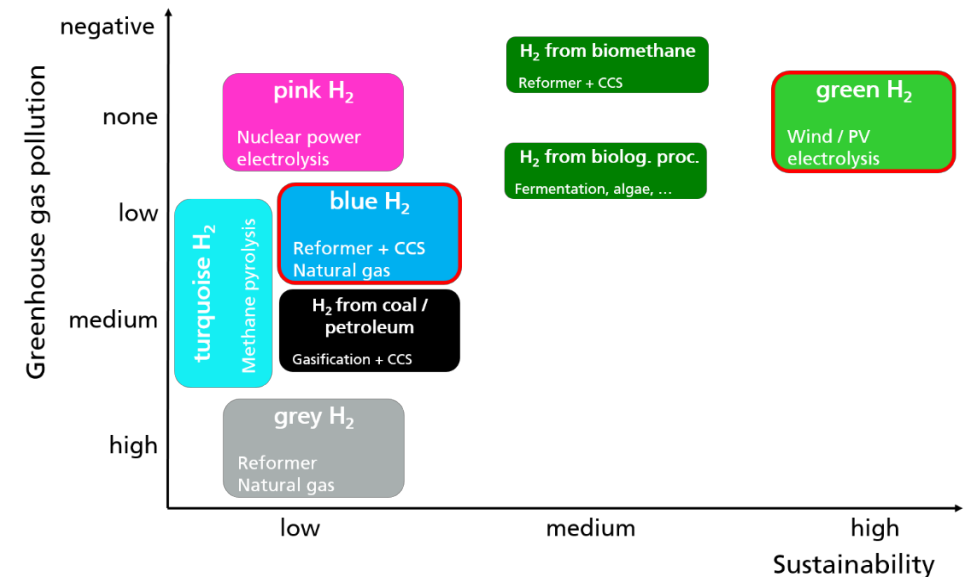 Greenhouse gas pollution
negative
none
low
medium
high
pink H₂
Nuclear power
electrolysis
H₂ from biomethane
Reformer + CCS
green H₂
Wind / PV
electrolysis
H₂ from biolog. proc.
Fermentation, algae, ...
turquoise H₂
Methane pyrolysis
blue H₂
Reformer + CCS
Natural gas
H₂ from coal /
petroleum
Gasification + CCS
grey H₂
Reformer
Natural gas
low
medium
high
Sustainability